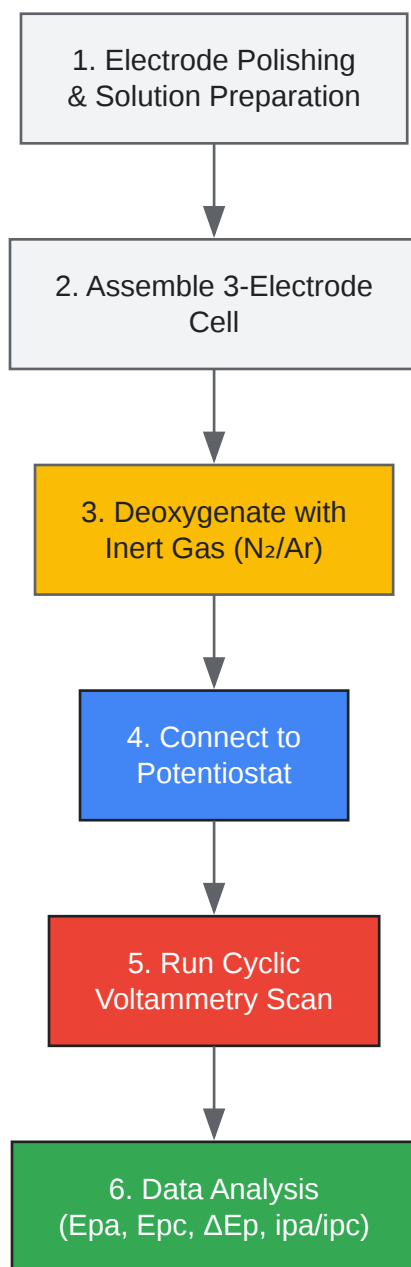 1. Electrode Polishing
& Solution Preparation
2. Assemble 3-Electrode
Cell
3. Deoxygenate with
Inert Gas (N₂/Ar)
4. Connect to
Potentiostat
5. Run Cyclic
Voltammetry Scan
6. Data Analysis
(Epa, Epc, ΔEp, ipa/ipc)